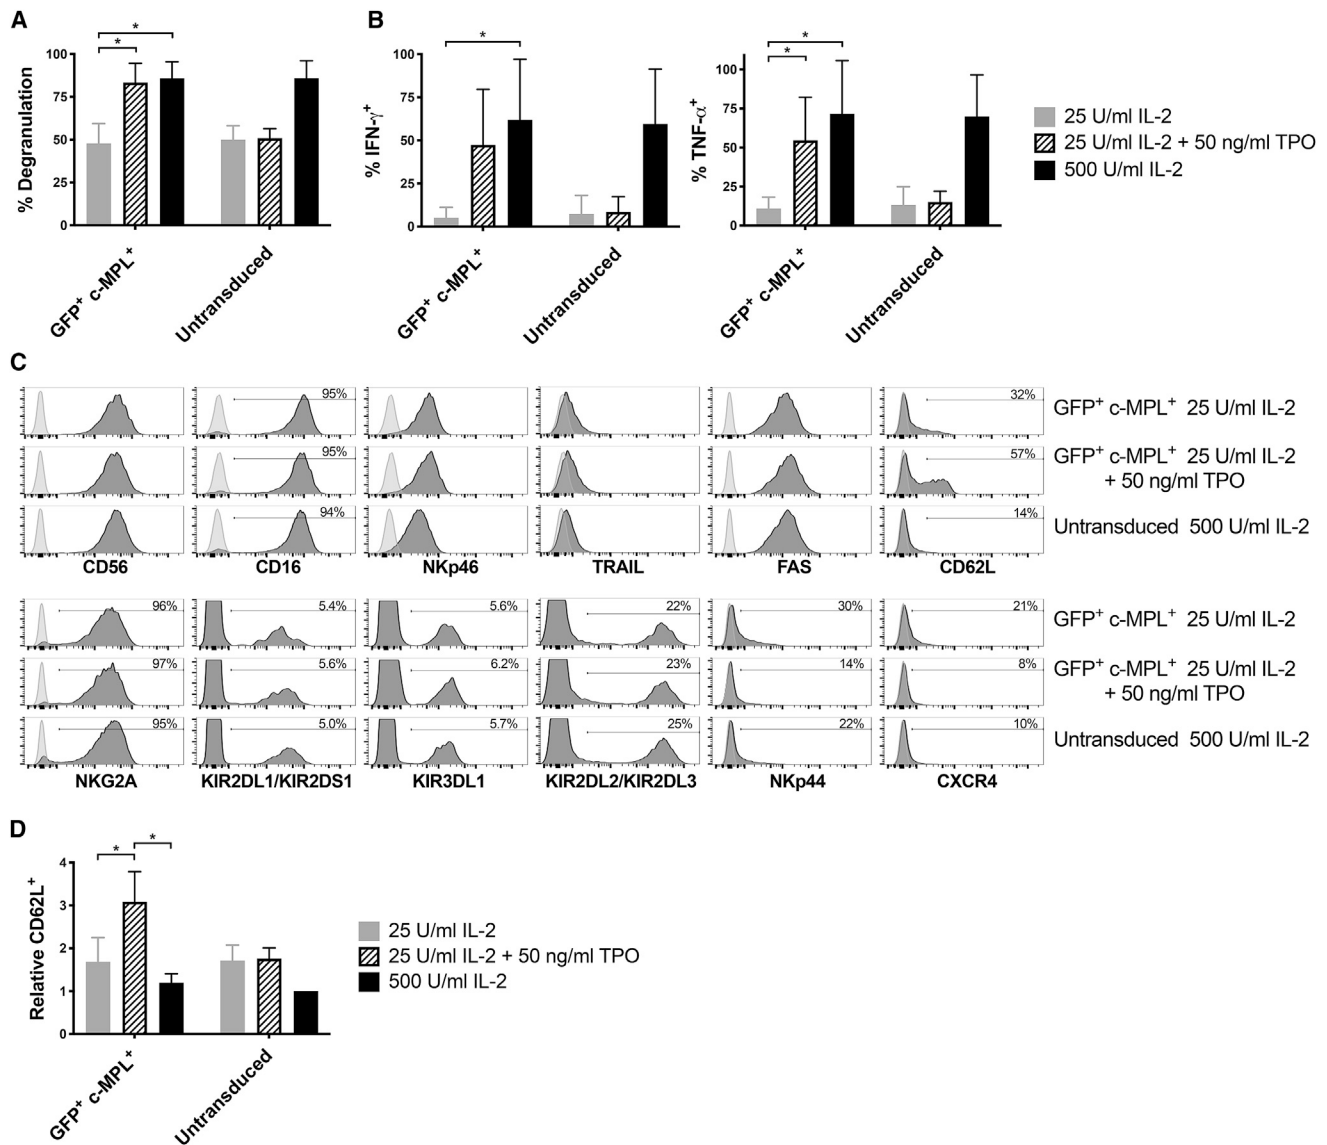 A
B
* *
100
75
50
25
0
% Degranulation
GFP+ c-MPL+
Untransduced
*
100
75
50
25
0
% IFN-γ+
GFP+ c-MPL+
Untransduced
* *
100
75
50
25
0
% TNF-α+
GFP+ c-MPL+
Untransduced
25 U/ml IL-2
25 U/ml IL-2 + 50 ng/ml TPO
500 U/ml IL-2
C
95% 32% GFP+ c-MPL+ 25 U/ml IL-2
95% 57% GFP+ c-MPL+ 25 U/ml IL-2
+ 50 ng/ml TPO
94% 14% Untransduced 500 U/ml IL-2
CD56 CD16 NKp46 TRAIL FAS CD62L
96% 5.4% 5.6% 22% 30% 21% GFP+ c-MPL+ 25 U/ml IL-2
97% 5.6% 6.2% 23% 14% 8% GFP+ c-MPL+ 25 U/ml IL-2
+ 50 ng/ml TPO
95% 5.0% 5.7% 25% 22% 10% Untransduced 500 U/ml IL-2
NKG2A KIR2DL1/KIR2DS1 KIR3DL1 KIR2DL2/KIR2DL3 NKp44 CXCR4
D
* *
4
3
2
1
0
Relative CD62L+
GFP+ c-MPL+
Untransduced
25 U/ml IL-2
25 U/ml IL-2 + 50 ng/ml TPO
500 U/ml IL-2